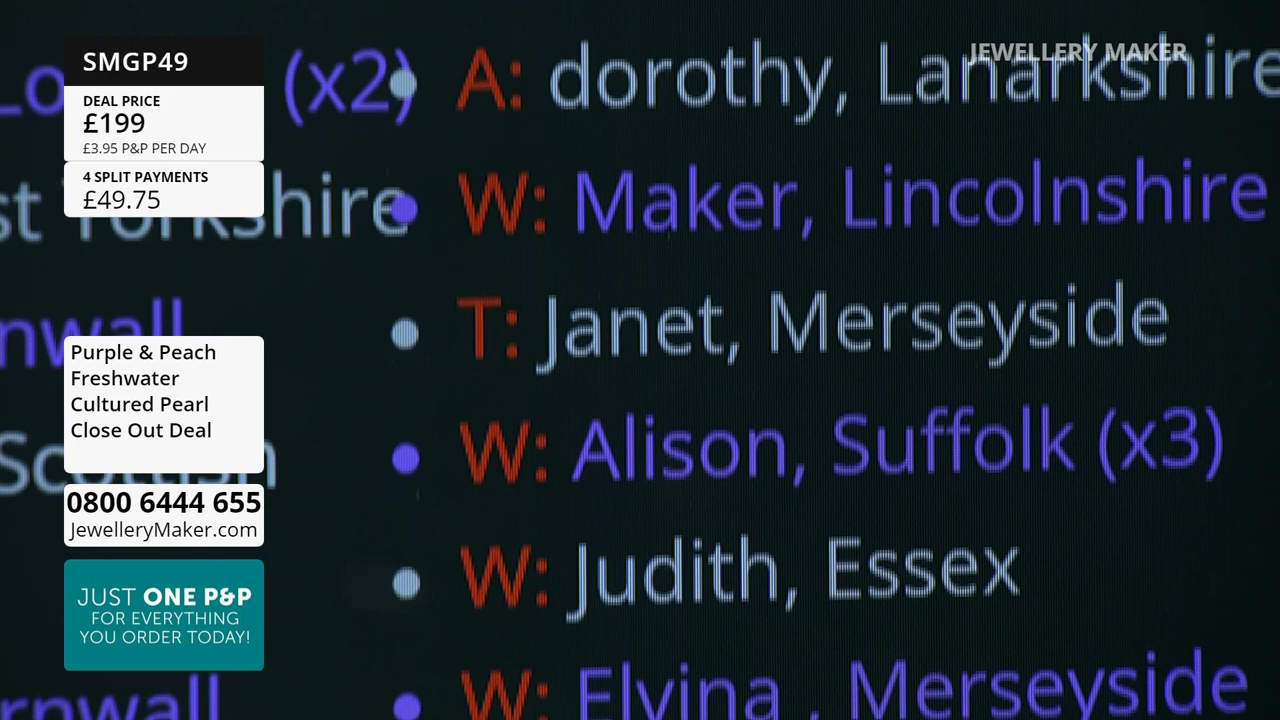 SMGP49
DEAL PRICE
£199
£3.95 P&P PER DAY
4 SPLIT PAYMENTS
£49.75
Purple & Peach
Freshwater
Cultured Pearl
Close Out Deal
0800 6444 655
JewelleryMaker.com
JUST ONE P&P
FOR EVERYTHING
YOU ORDER TODAY!
JEWELLERY MAKER
(x2)
A: dorothy, Lanarkshire
W: Maker, Lincolnshire
T: Janet, Merseyside
W: Alison, Suffolk (x3)
W: Judith, Essex
W: Elvina , Merseyside